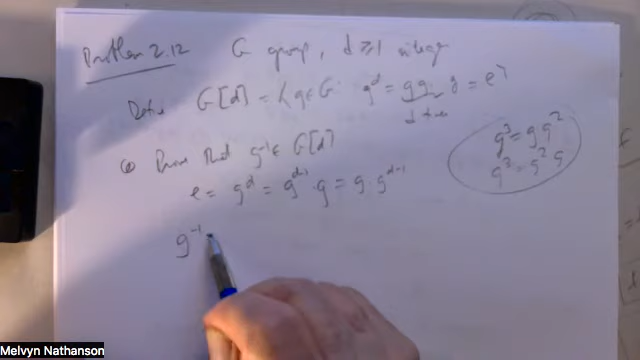 Problem 2.12   G group, d ≥ 1 integer
Define G[d] = { g ∈ G : g^d = gg...g = e }
d times
g^3 = g g^2
g^3 = g^2 g
(a) Prove that g^-1 ∈ G[d]
e = g^d = g^d-1 · g = g · g^d-1
g^-1
Melvyn Nathanson